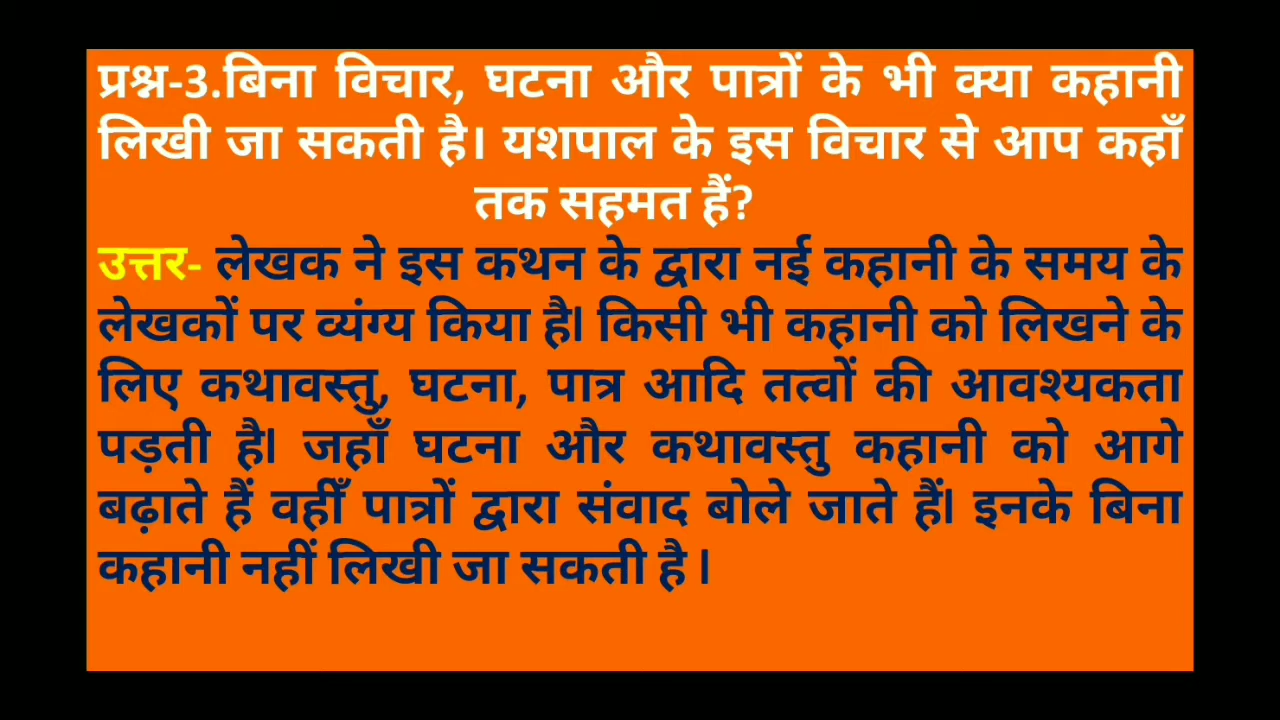 प्रश्न-3.बिना विचार, घटना और पात्रों के भी क्या कहानी
लिखी जा सकती है। यशपाल के इस विचार से आप कहाँ
तक सहमत हैं?
उत्तर- लेखक ने इस कथन के द्वारा नई कहानी के समय के
लेखकों पर व्यंग्य किया है। किसी भी कहानी को लिखने के
लिए कथावस्तु, घटना, पात्र आदि तत्वों की आवश्यकता
पड़ती है। जहाँ घटना और कथावस्तु कहानी को आगे
बढ़ाते हैं वहीँ पात्रों द्वारा संवाद बोले जाते हैं। इनके बिना
कहानी नहीं लिखी जा सकती है ।